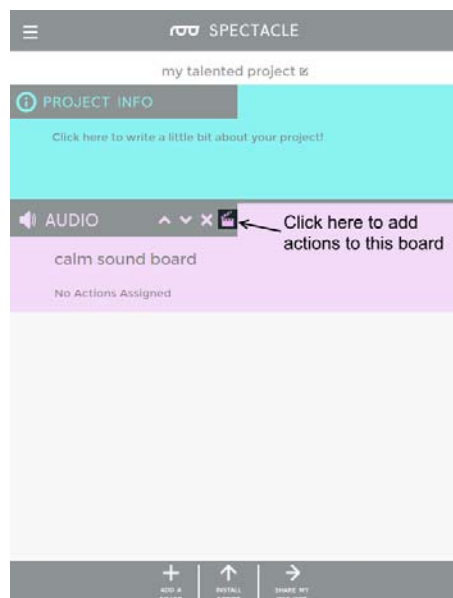 SPECTACLE
my talented project
PROJECT INFO
Click here to write a little bit about your project!
AUDIO
Click here to add
actions to this board
calm sound board
No Actions Assigned
ADD A
INSTALL
SHARE MY